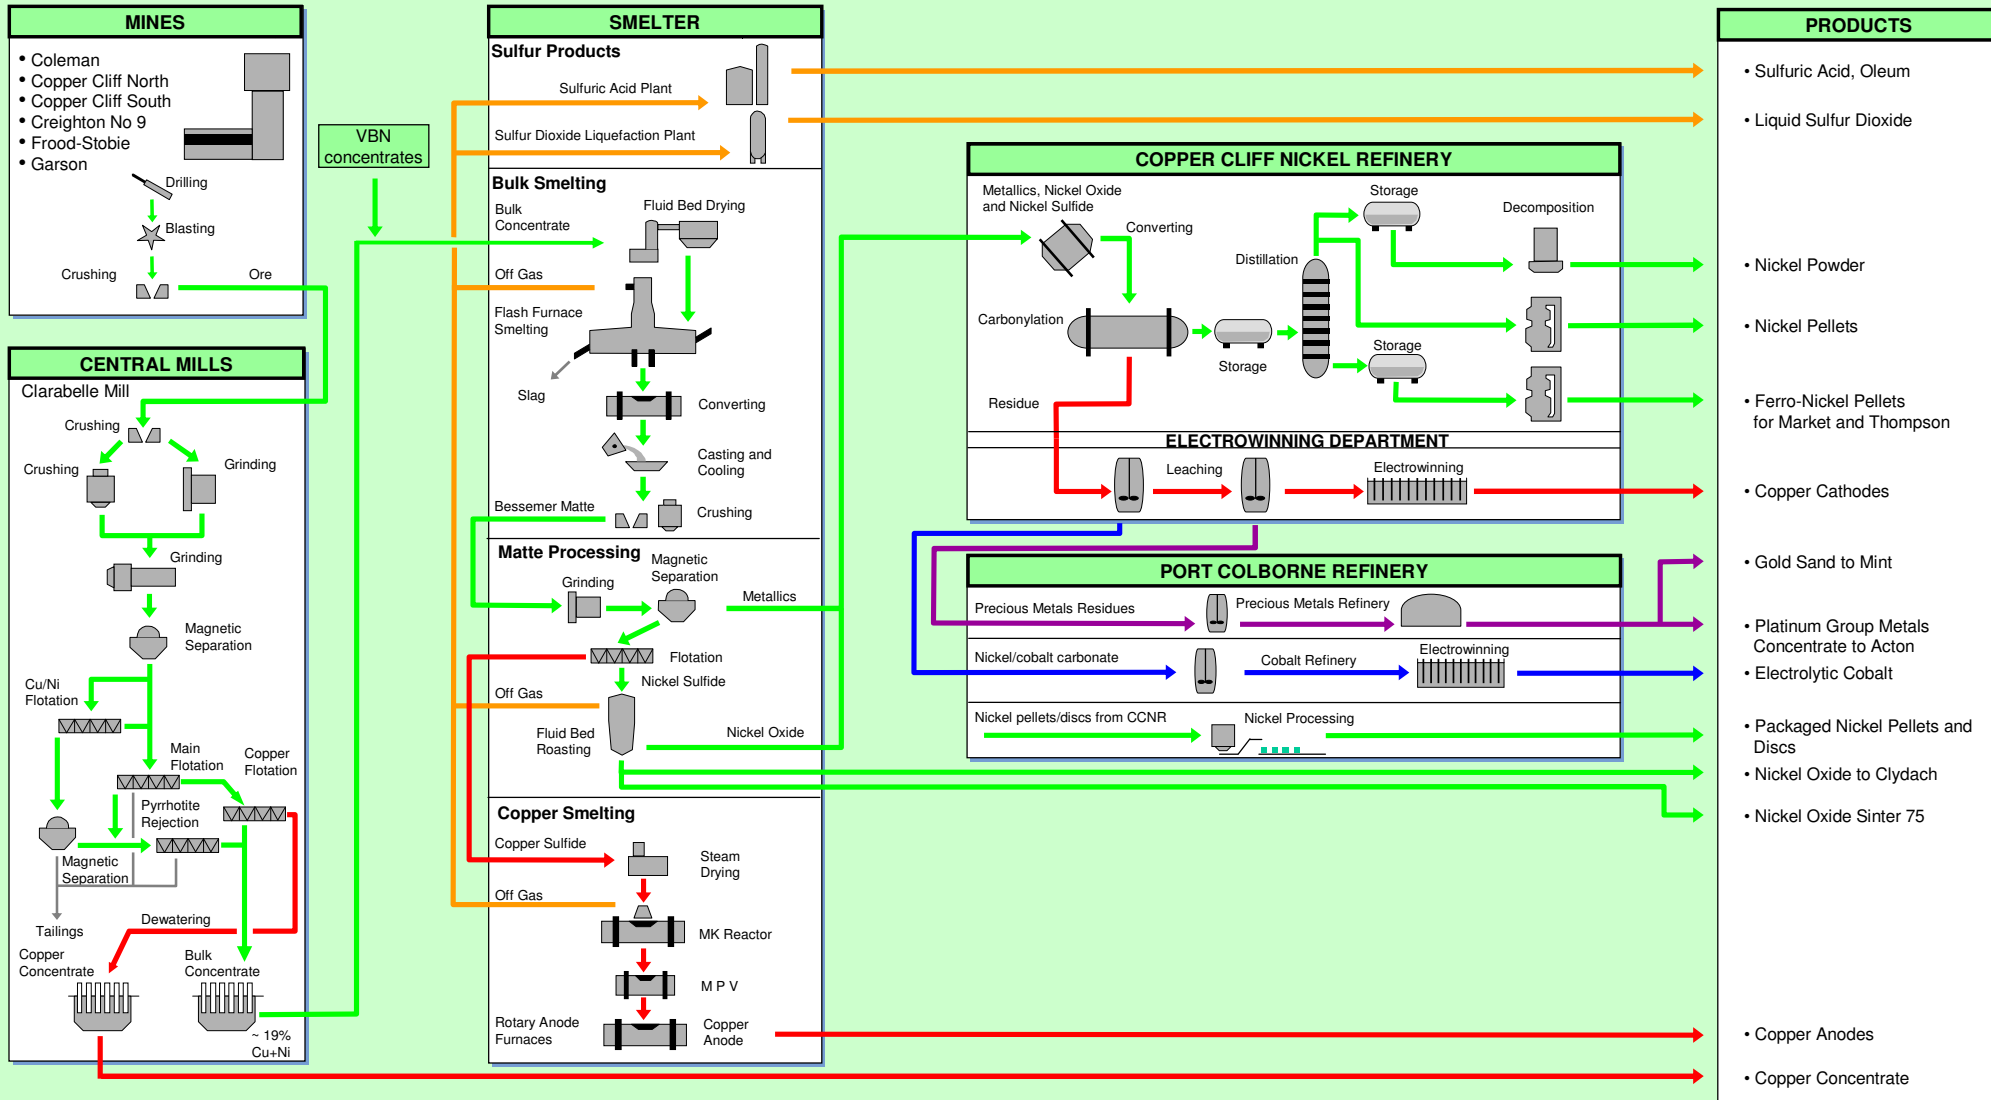 MINES
• Coleman
• Copper Cliff North
• Copper Cliff South
• Creighton No 9
• Frood-Stobie
• Garson
Drilling
Blasting
Crushing
Ore
CENTRAL MILLS
Clarabelle Mill
Crushing
Crushing
Grinding
Grinding
Magnetic
Separation
Cu/Ni
Flotation
Main
Flotation
Copper
Flotation
Pyrrhotite
Rejection
Magnetic
Separation
Dewatering
Tailings
Copper
Concentrate
Bulk
Concentrate
~ 19%
Cu+Ni
VBN
concentrates
SMELTER
Sulfur Products
Sulfuric Acid Plant
Sulfur Dioxide Liquefaction Plant
Bulk Smelting
Bulk
Concentrate
Fluid Bed Drying
Off Gas
Flash Furnace
Smelting
Slag
Converting
Casting and
Cooling
Bessemer Matte
Crushing
Matte Processing
Magnetic
Separation
Grinding
Metallics
Flotation
Nickel Sulfide
Off Gas
Fluid Bed
Roasting
Nickel Oxide
Copper Smelting
Copper Sulfide
Steam
Drying
Off Gas
MK Reactor
M P V
Rotary Anode
Furnaces
Copper
Anode
COPPER CLIFF NICKEL REFINERY
Metallics, Nickel Oxide
and Nickel Sulfide
Converting
Storage
Decomposition
Distillation
Carbonylation
Storage
Storage
Residue
ELECTROWINNING DEPARTMENT
Leaching
Electrowinning
PORT COLBORNE REFINERY
Precious Metals Residues
Precious Metals Refinery
Nickel/cobalt carbonate
Cobalt Refinery
Electrowinning
Nickel pellets/discs from CCNR
Nickel Processing
PRODUCTS
• Sulfuric Acid, Oleum
• Liquid Sulfur Dioxide
• Nickel Powder
• Nickel Pellets
• Ferro-Nickel Pellets
for Market and Thompson
• Copper Cathodes
• Gold Sand to Mint
• Platinum Group Metals
Concentrate to Acton
• Electrolytic Cobalt
• Packaged Nickel Pellets and
Discs
• Nickel Oxide to Clydach
• Nickel Oxide Sinter 75
• Copper Anodes
• Copper Concentrate